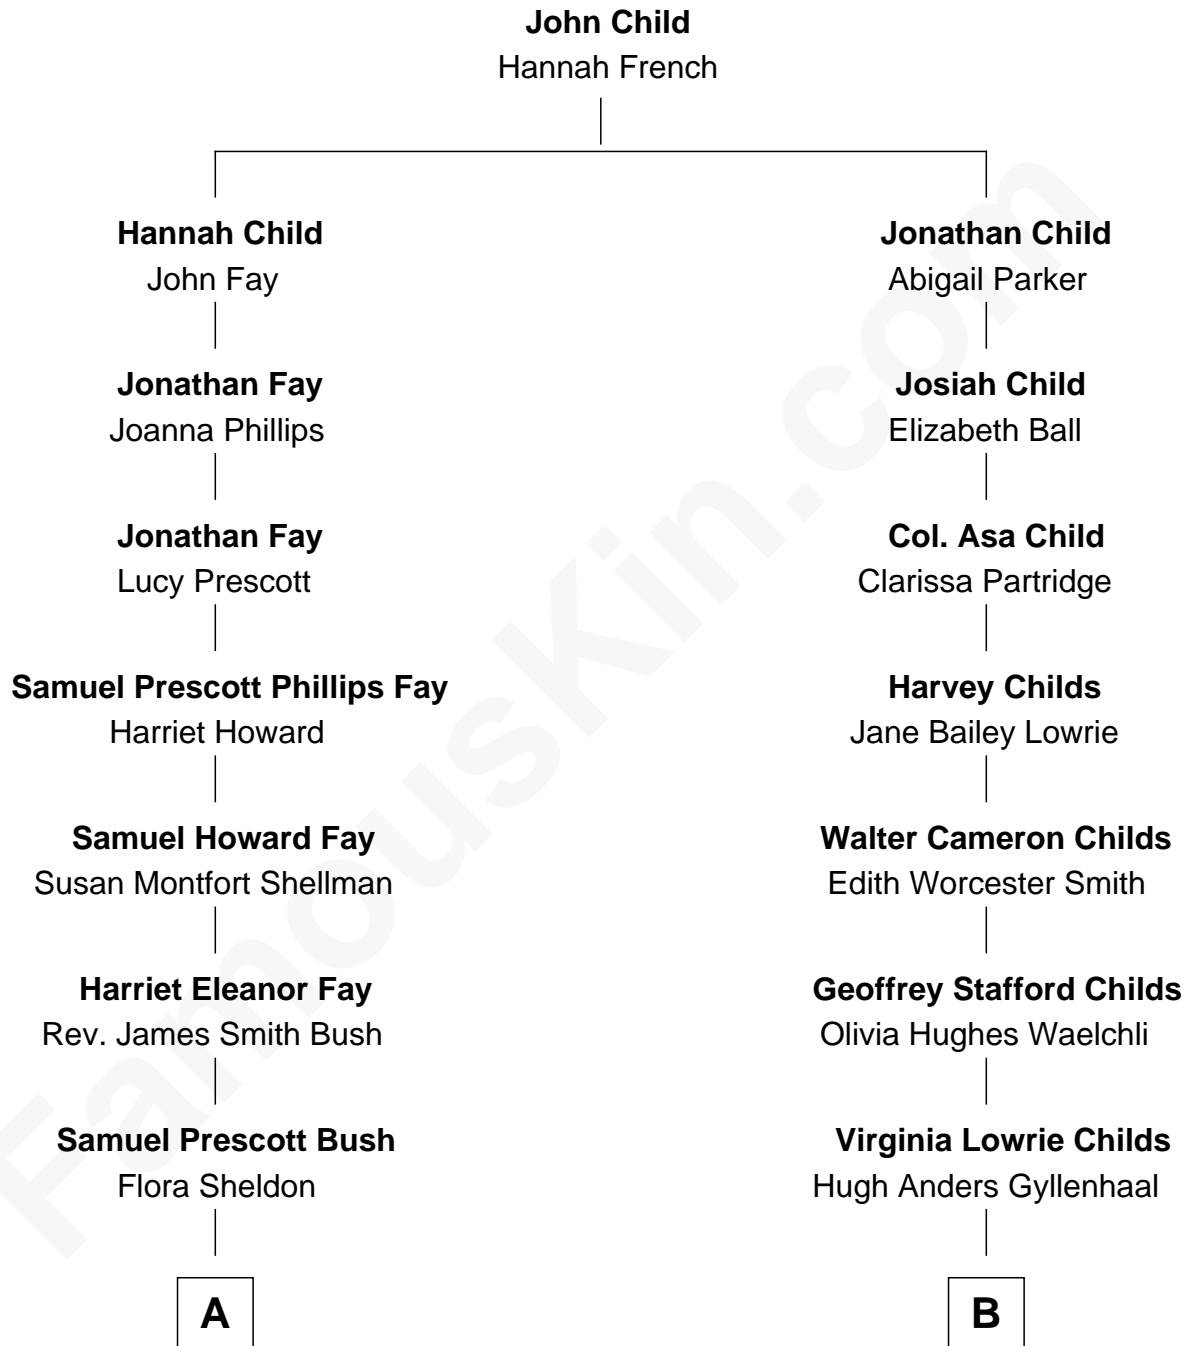 John Child
Hannah French
Hannah Child
John Fay
Jonathan Child
Abigail Parker
Jonathan Fay
Joanna Phillips
Josiah Child
Elizabeth Ball
Jonathan Fay
Lucy Prescott
Col. Asa Child
Clarissa Partridge
Samuel Prescott Phillips Fay
Harriet Howard
Harvey Childs
Jane Bailey Lowrie
Samuel Howard Fay
Susan Montfort Shellman
Walter Cameron Childs
Edith Worcester Smith
Harriet Eleanor Fay
Rev. James Smith Bush
Geoffrey Stafford Childs
Olivia Hughes Waelchli
Samuel Prescott Bush
Flora Sheldon
Virginia Lowrie Childs
Hugh Anders Gyllenhaal
A
B
FamousKin.com